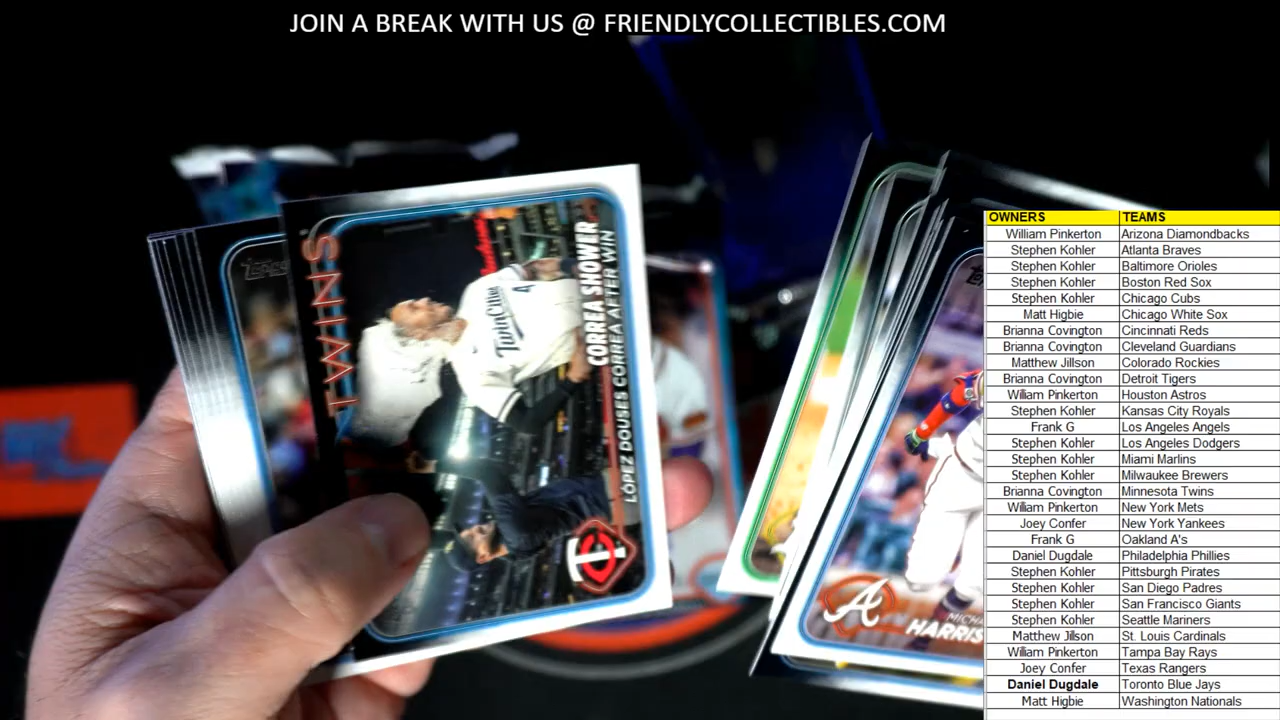 JOIN A BREAK WITH US @ FRIENDLYCOLLECTIBLES.COM
TWINS
CORREA SHOWER
LÓPEZ DOUSES CORREA AFTER WIN
Twin Cities
4
TC
A
HARRIS
OWNERS TEAMS
William Pinkerton Arizona Diamondbacks
Stephen Kohler Atlanta Braves
Stephen Kohler Baltimore Orioles
Stephen Kohler Boston Red Sox
Stephen Kohler Chicago Cubs
Matt Higbie Chicago White Sox
Brianna Covington Cincinnati Reds
Brianna Covington Cleveland Guardians
Matthew Jillson Colorado Rockies
Brianna Covington Detroit Tigers
William Pinkerton Houston Astros
Stephen Kohler Kansas City Royals
Frank G Los Angeles Angels
Stephen Kohler Los Angeles Dodgers
Stephen Kohler Miami Marlins
Stephen Kohler Milwaukee Brewers
Brianna Covington Minnesota Twins
William Pinkerton New York Mets
Joey Confer New York Yankees
Frank G Oakland A's
Daniel Dugdale Philadelphia Phillies
Stephen Kohler Pittsburgh Pirates
Stephen Kohler San Diego Padres
Stephen Kohler San Francisco Giants
Stephen Kohler Seattle Mariners
Matthew Jillson St. Louis Cardinals
William Pinkerton Tampa Bay Rays
Joey Confer Texas Rangers
Daniel Dugdale Toronto Blue Jays
Matt Higbie Washington Nationals